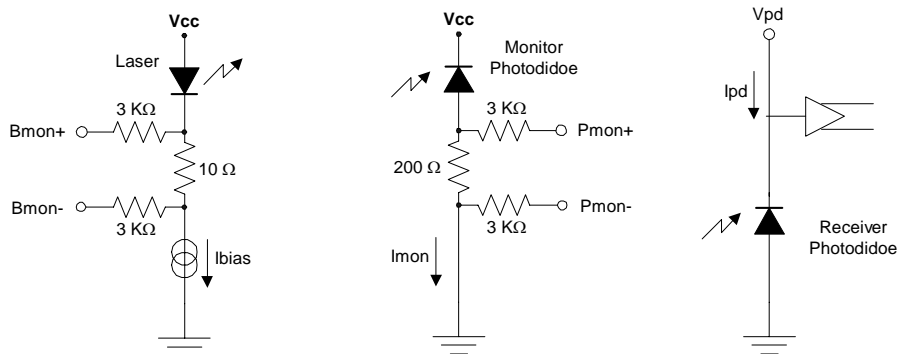 Vcc
Laser
3 KΩ
Bmon+
10 Ω
Bmon-
3 KΩ
Ibias
Vcc
Monitor
Photodidoe
3 KΩ
Pmon+
200 Ω
Pmon-
3 KΩ
Imon
Vpd
Ipd
Receiver
Photodidoe